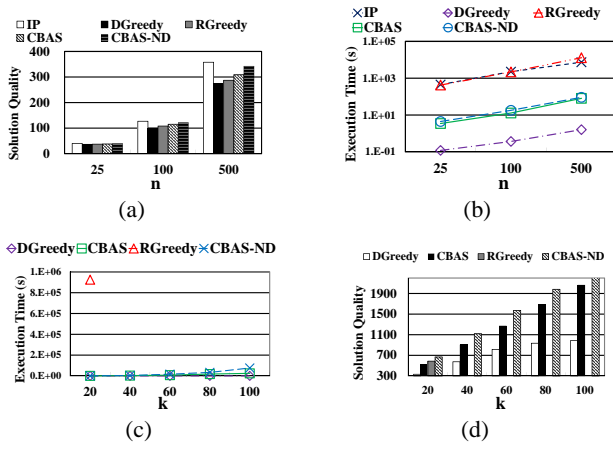 IP DGreedy RGreedy
CBAS CBAS-ND
Solution Quality
400
300
200
100
0
25 100 500
n
(a)
IP DGreedy RGreedy
CBAS CBAS-ND
Execution Time (s)
1.E+05
1.E+03
1.E+01
1.E-01
25 100 500
n
(b)
DGreedy CBAS RGreedy CBAS-ND
Execution Time (s)
1.E+06
8.E+05
6.E+05
4.E+05
2.E+05
0.E+00
20 40 60 80 100
k
(c)
DGreedy CBAS RGreedy CBAS-ND
Solution Quality
1900
1500
1100
700
300
20 40 60 80 100
k
(d)